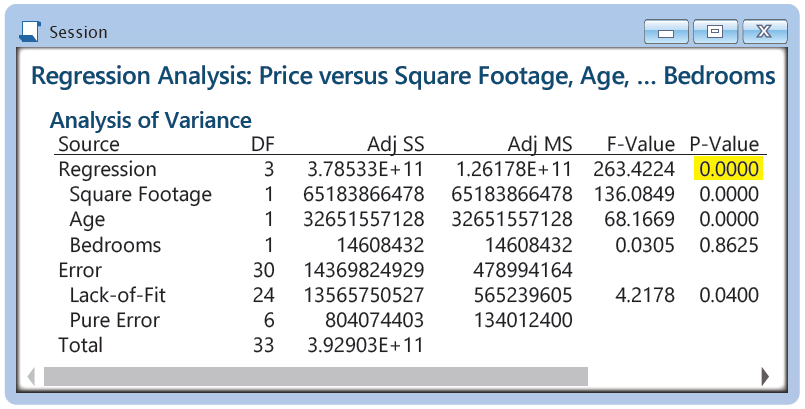 Session
Regression Analysis: Price versus Square Footage, Age, ... Bedrooms
Analysis of Variance
Source DF Adj SS Adj MS F-Value P-Value
Regression 3 3.78533E+11 1.26178E+11 263.4224 0.0000
Square Footage 1 65183866478 65183866478 136.0849 0.0000
Age 1 32651557128 32651557128 68.1669 0.0000
Bedrooms 1 14608432 14608432 0.0305 0.8625
Error 30 14369824929 478994164
Lack-of-Fit 24 13565750527 565239605 4.2178 0.0400
Pure Error 6 804074403 134012400
Total 33 3.92903E+11